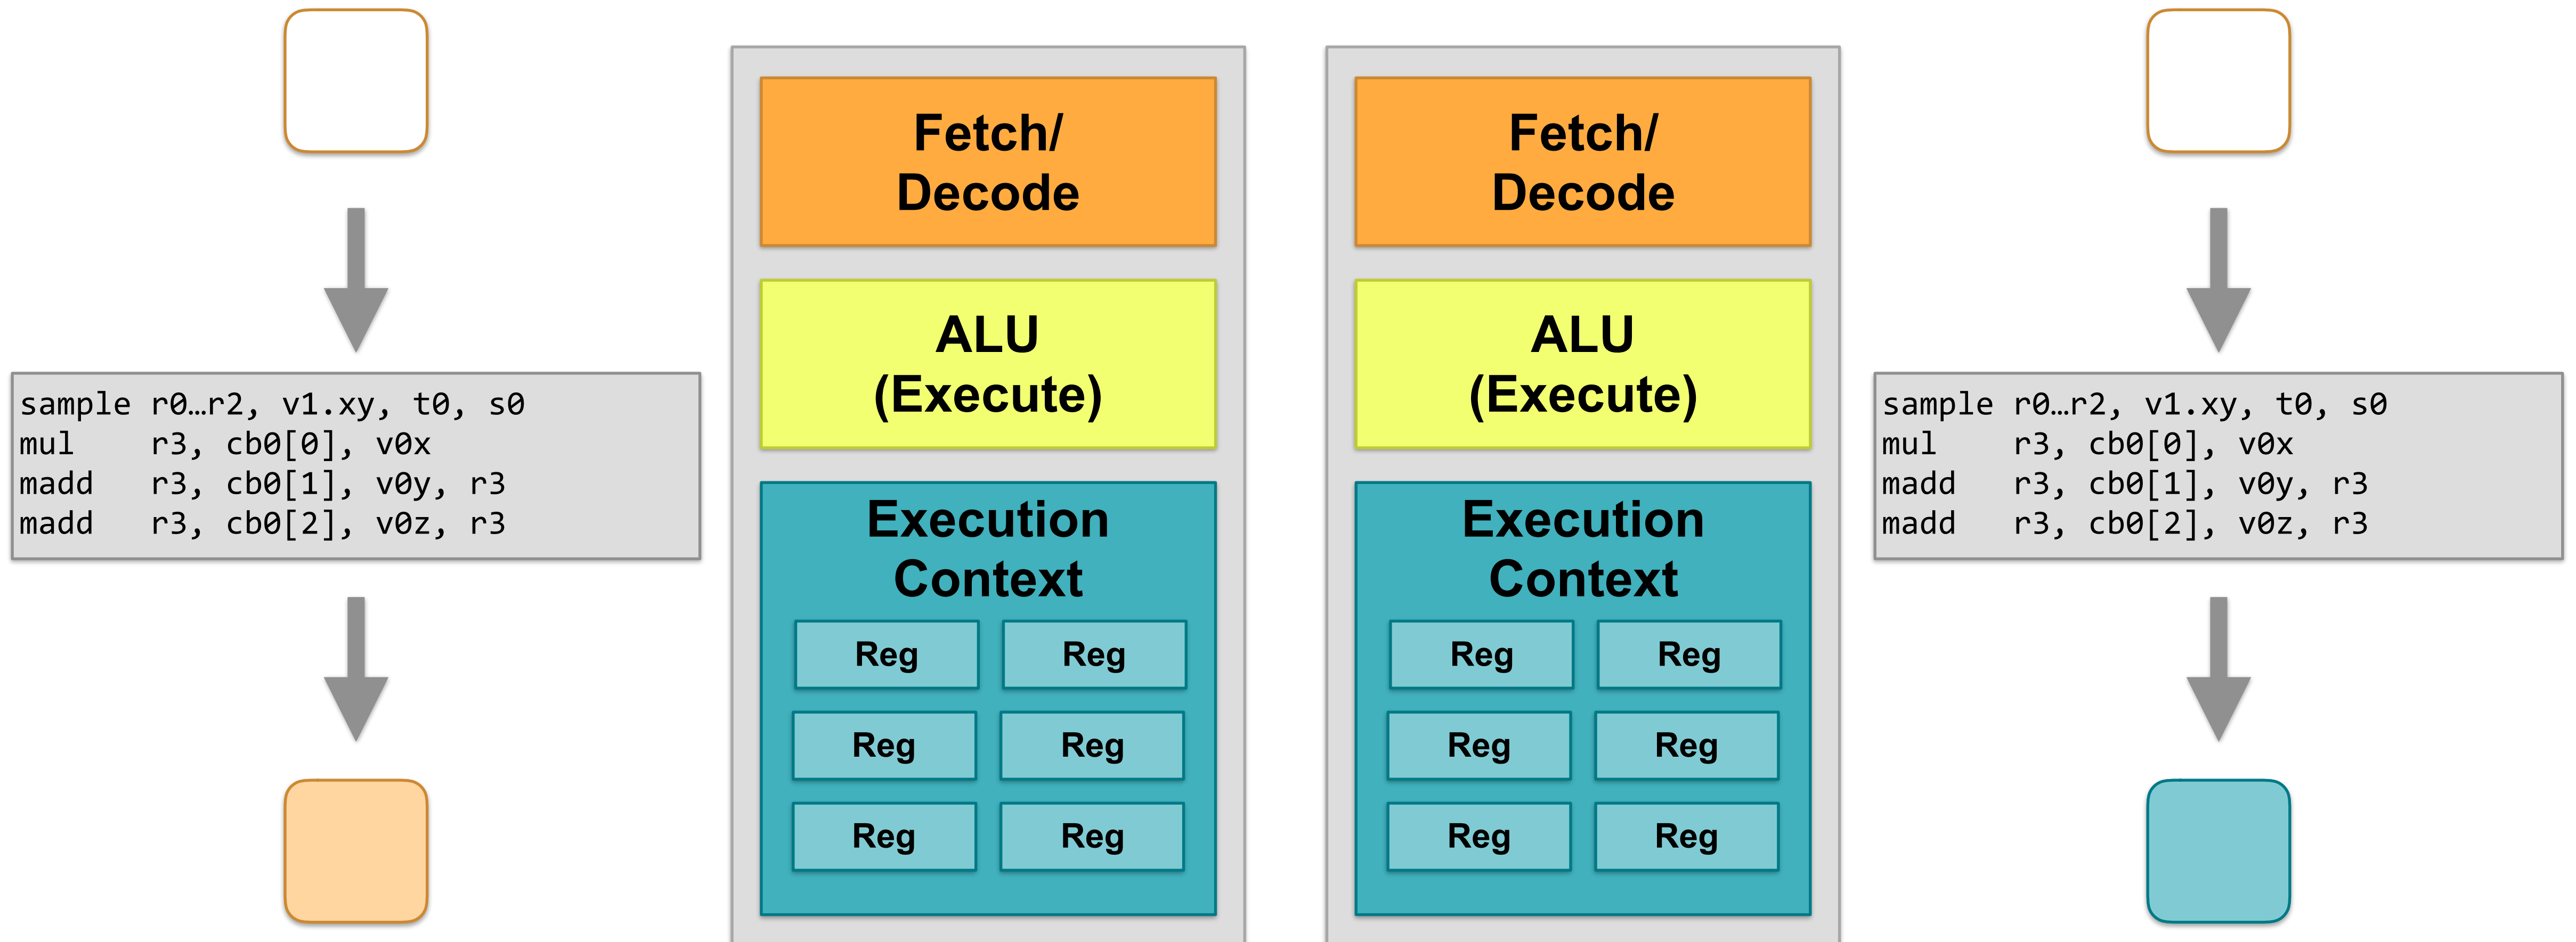 sample r0…r2, v1.xy, t0, s0
mul    r3, cb0[0], v0x
madd   r3, cb0[1], v0y, r3
madd   r3, cb0[2], v0z, r3
Fetch/
Decode
ALU
(Execute)
Execution
Context
Reg Reg
Reg Reg
Reg Reg
Fetch/
Decode
ALU
(Execute)
Execution
Context
Reg Reg
Reg Reg
Reg Reg
sample r0…r2, v1.xy, t0, s0
mul    r3, cb0[0], v0x
madd   r3, cb0[1], v0y, r3
madd   r3, cb0[2], v0z, r3